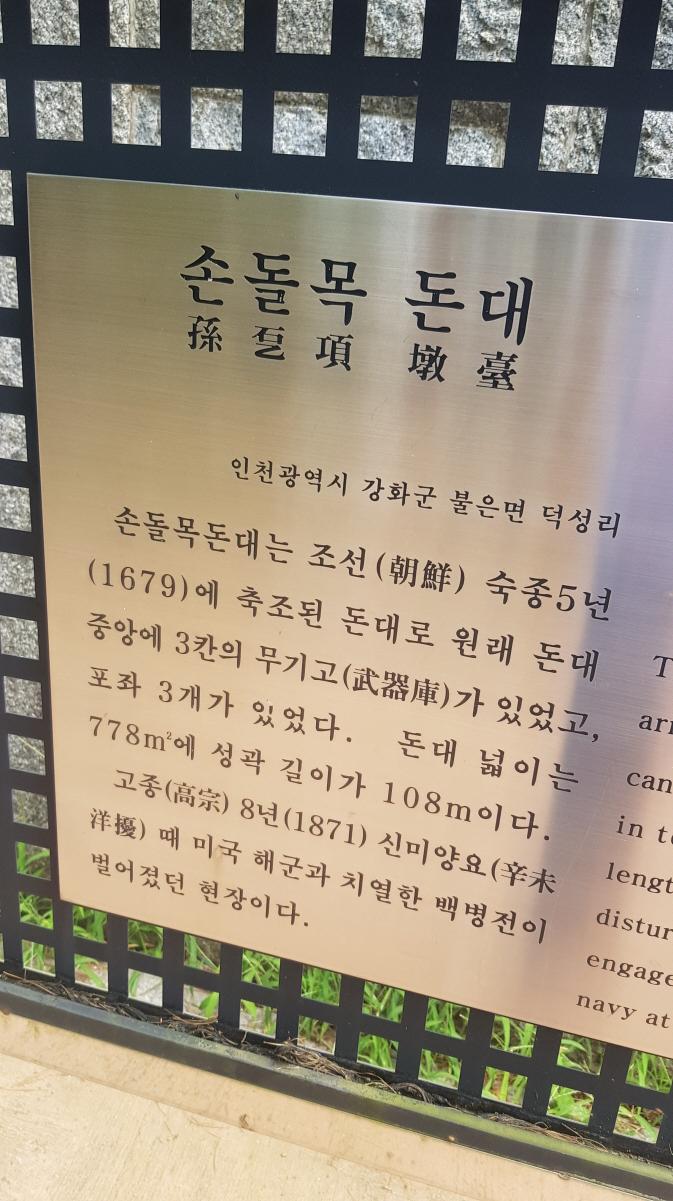 손돌목 돈대
孫乭項 墩臺
인천광역시 강화군 불은면 덕성리
손돌목돈대는 조선(朝鮮) 숙종5년
(1679)에 축조된 돈대로 원래 돈대
중앙에 3칸의 무기고(武器庫)가 있었고,
포좌 3개가 있었다. 돈대 넓이는
778m²에 성곽 길이가 108m이다.
고종(高宗) 8년(1871) 신미양요(辛未
洋擾) 때 미국 해군과 치열한 백병전이
벌어졌던 현장이다.
T
arr
can
in to
lengt
distur
engage
navy at